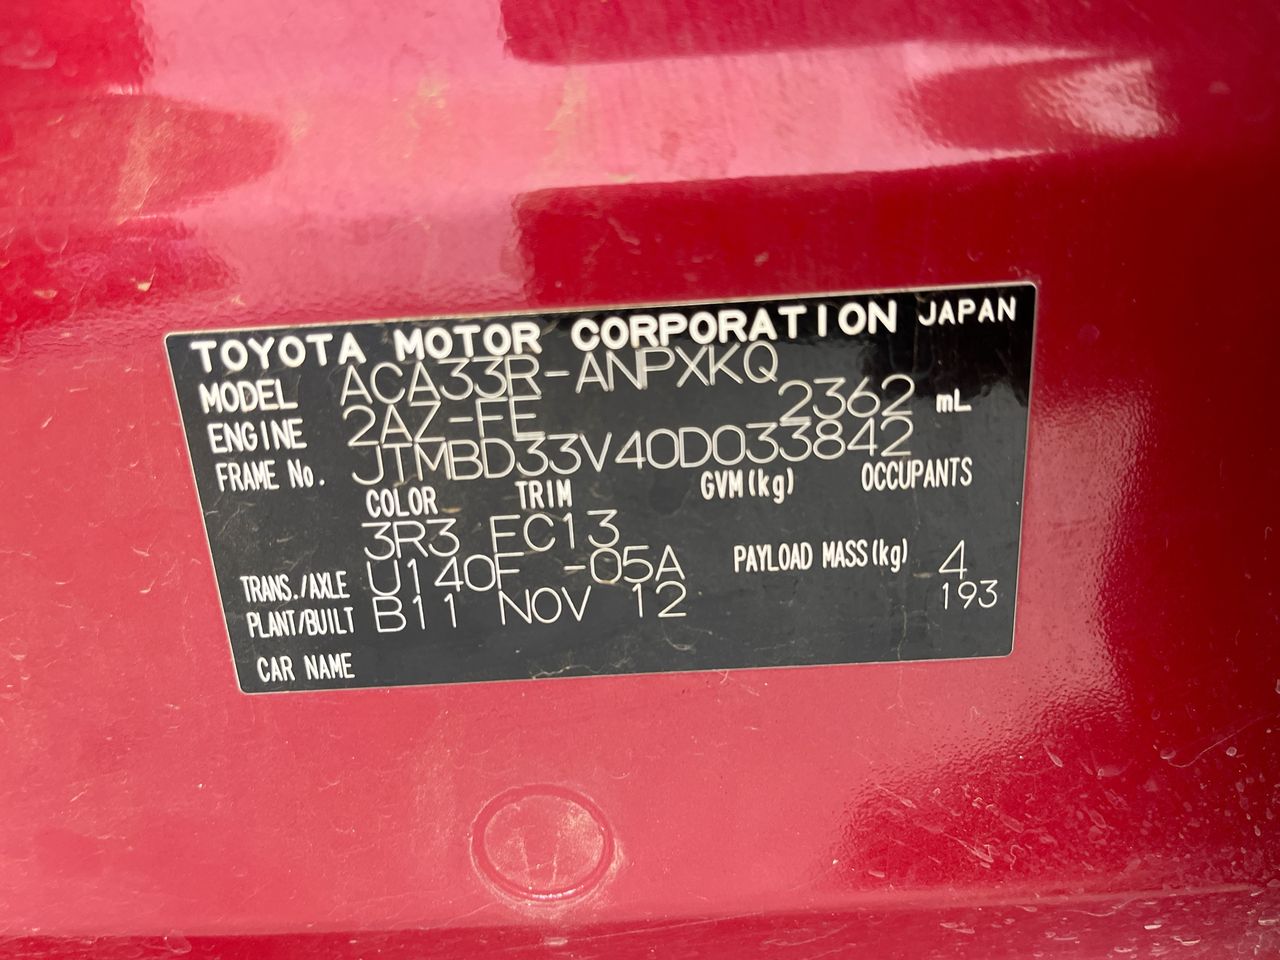 TOYOTA MOTOR CORPORATION JAPAN
MODEL ACA33R-ANPXKQ
ENGINE 2AZ-FE 2362 mL
FRAME No. JTMBD33V40D033842
COLOR TRIM GVM(kg) OCCUPANTS
3R3 FC13
TRANS./AXLE U140F -05A PAYLOAD MASS(kg) 4
PLANT/BUILT B11 NOV 12 193
CAR NAME